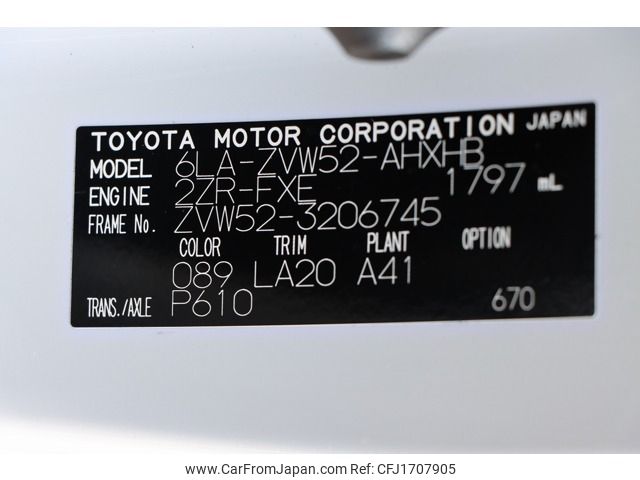 TOYOTA MOTOR CORPORATION JAPAN
MODEL 6LA-ZVW52-AHXHB
ENGINE 2ZR-FXE 1797 mL
FRAME No. ZVW52-3206745
COLOR TRIM PLANT OPTION
089 LA20 A41
TRANS./AXLE P610 670
www.CarFromJapan.com CFJ1707905